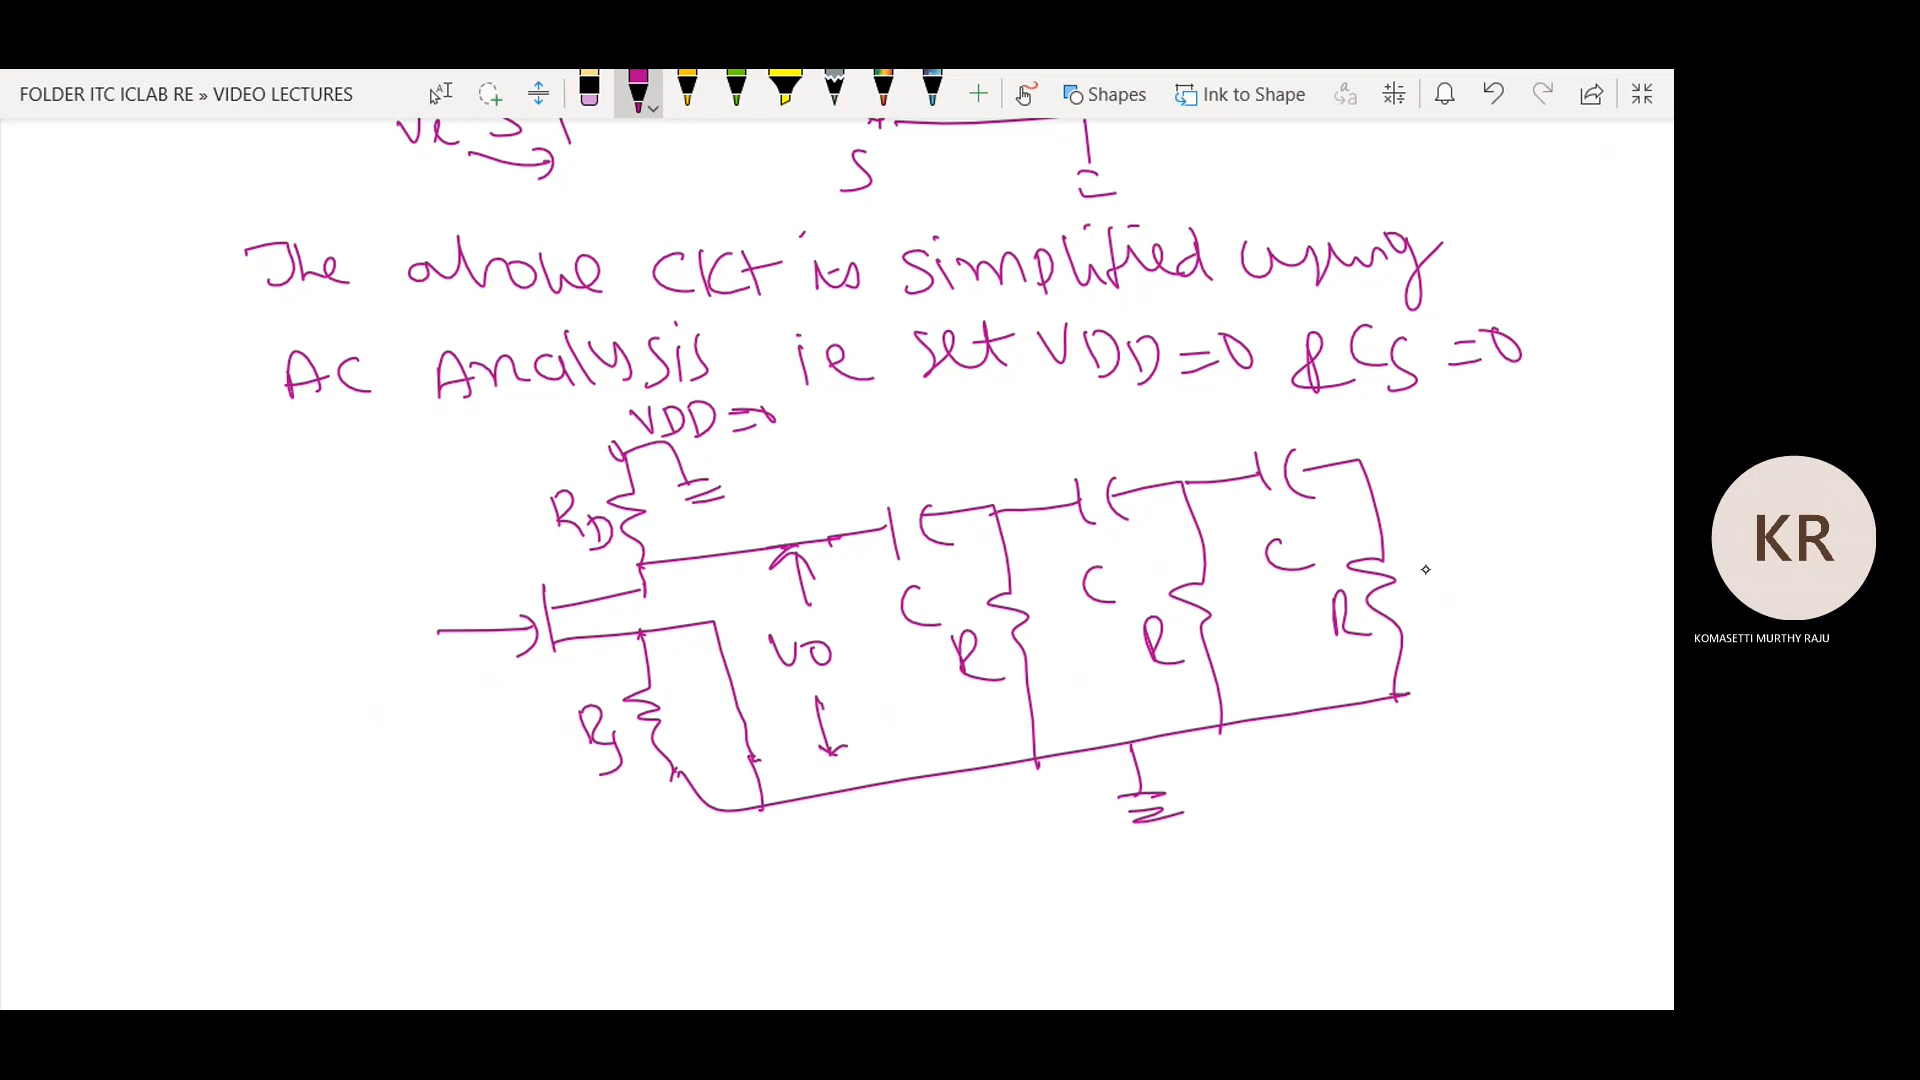 FOLDER ITC ICLAB RE » VIDEO LECTURES
Shapes
Ink to Shape
S
The above CKt is simplified using
AC Analysis ie set VDD=0 & CS=0
VDD=0
RD
C
C
C
R
R
R
VO
RS
KR
KOMASETTI MURTHY RAJU